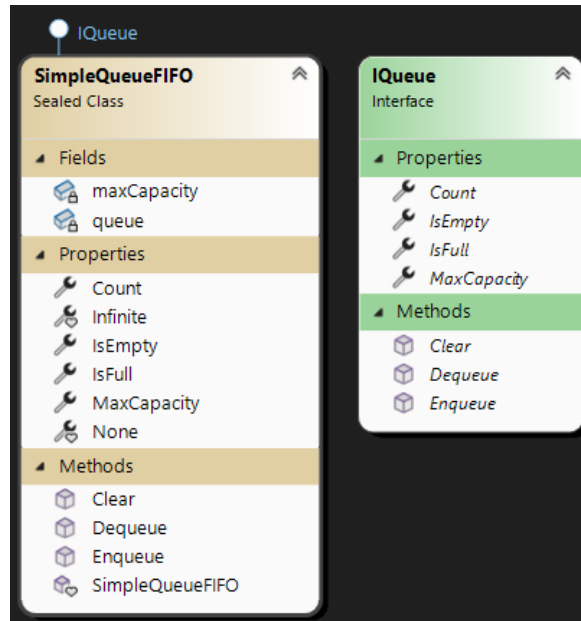 IQueue
SimpleQueueFIFO
Sealed Class
Fields
maxCapacity
queue
Properties
Count
Infinite
IsEmpty
IsFull
MaxCapacity
None
Methods
Clear
Dequeue
Enqueue
SimpleQueueFIFO
IQueue
Interface
Properties
Count
IsEmpty
IsFull
MaxCapacity
Methods
Clear
Dequeue
Enqueue